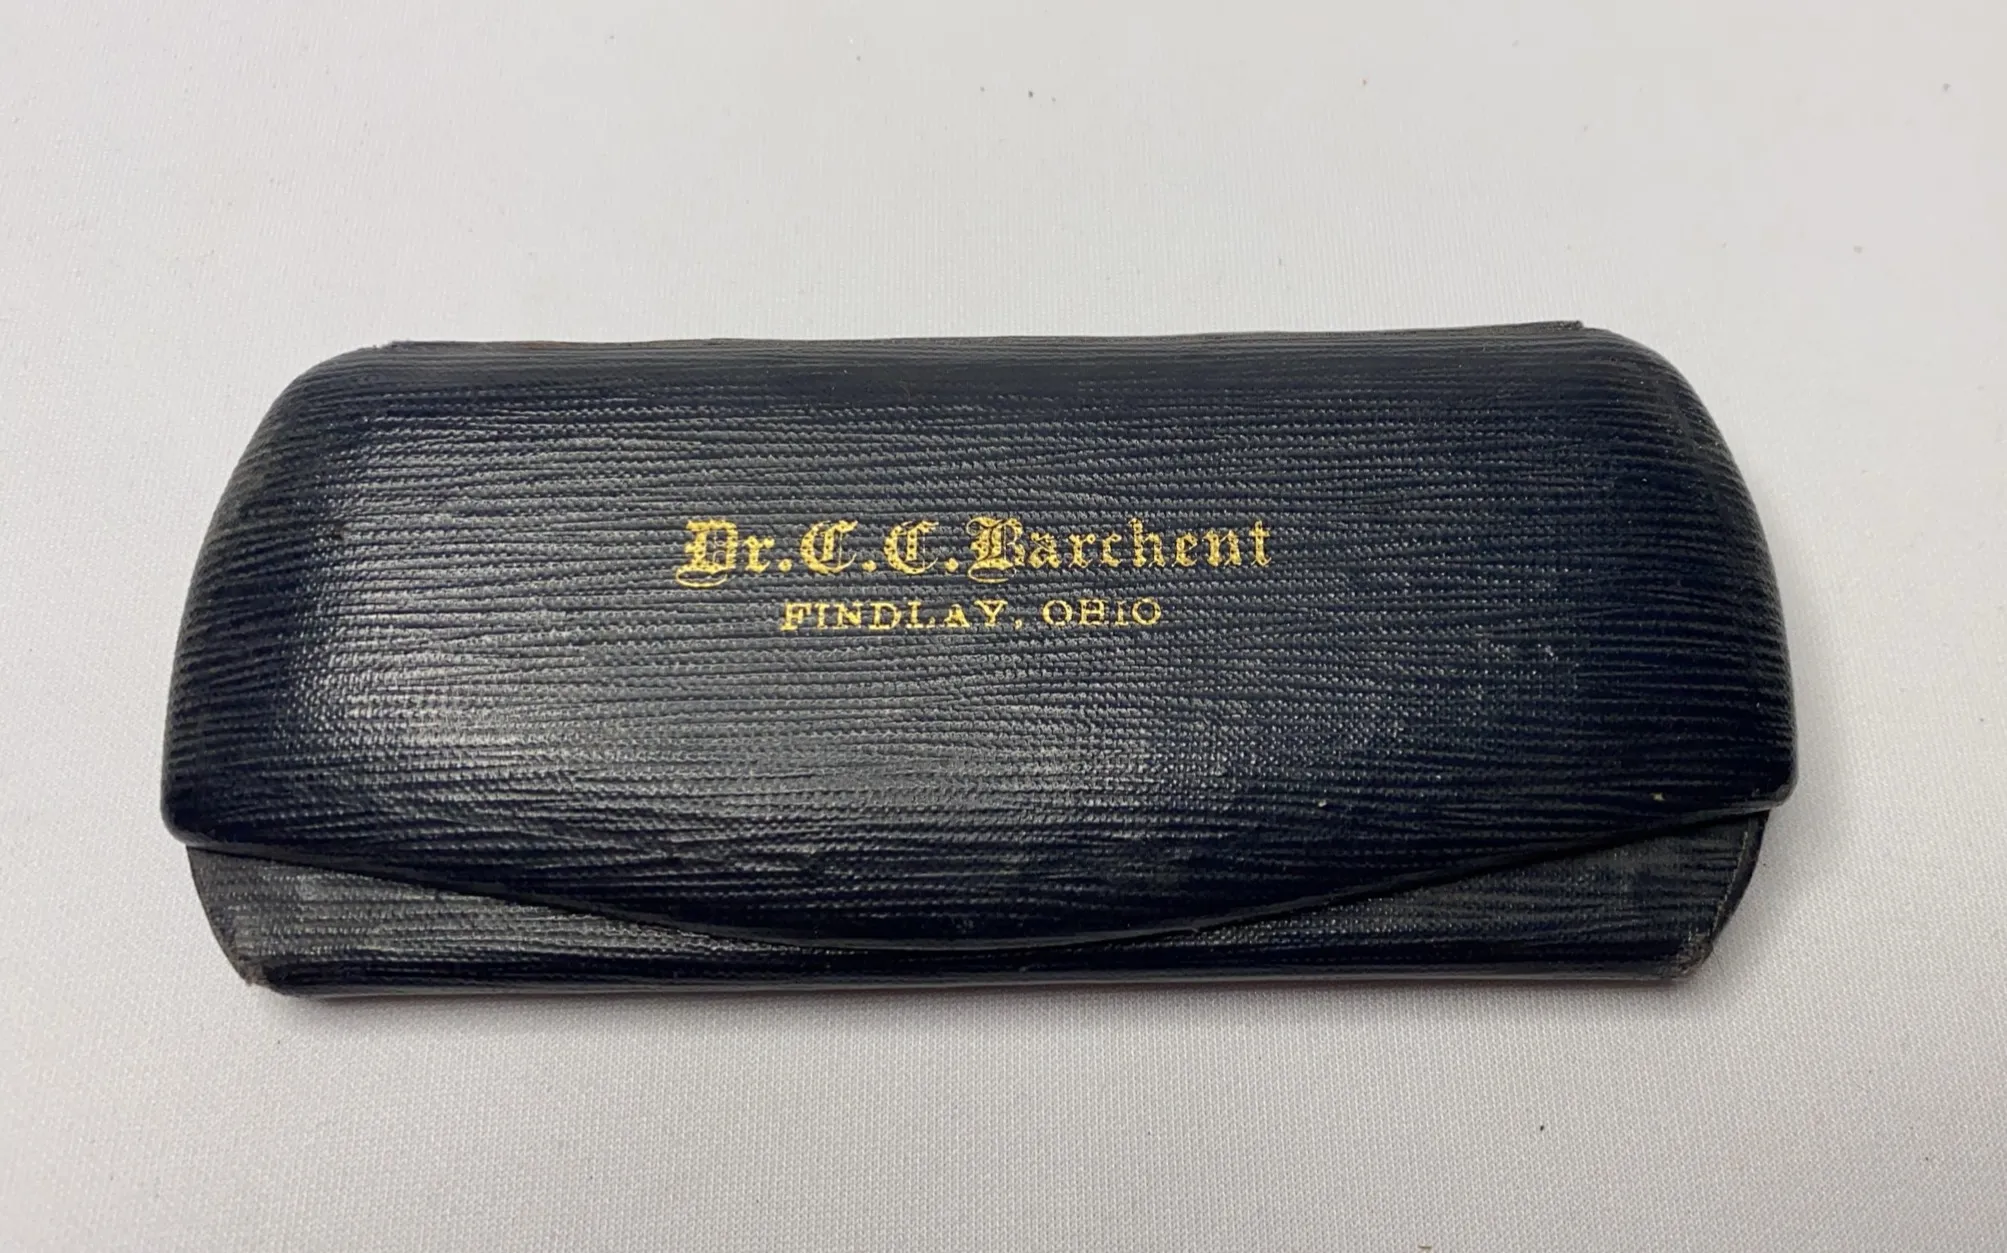 Dr. C. C. Barchent
FINDLAY, OHIO